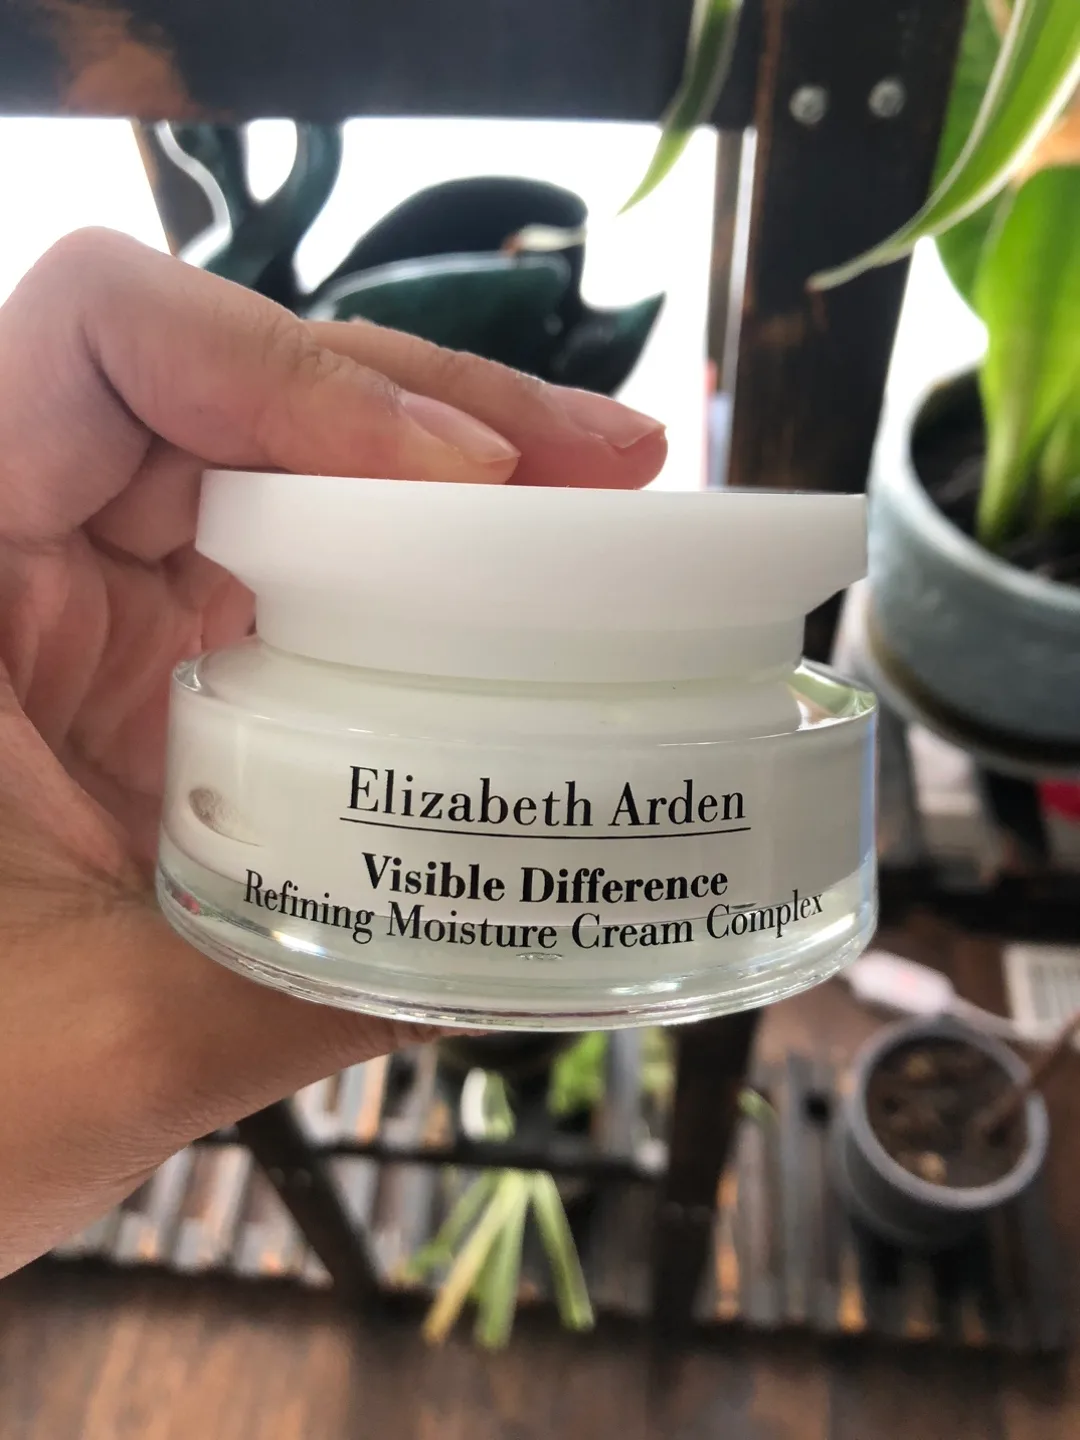 Elizabeth Arden
Visible Difference
Refining Moisture Cream Complex